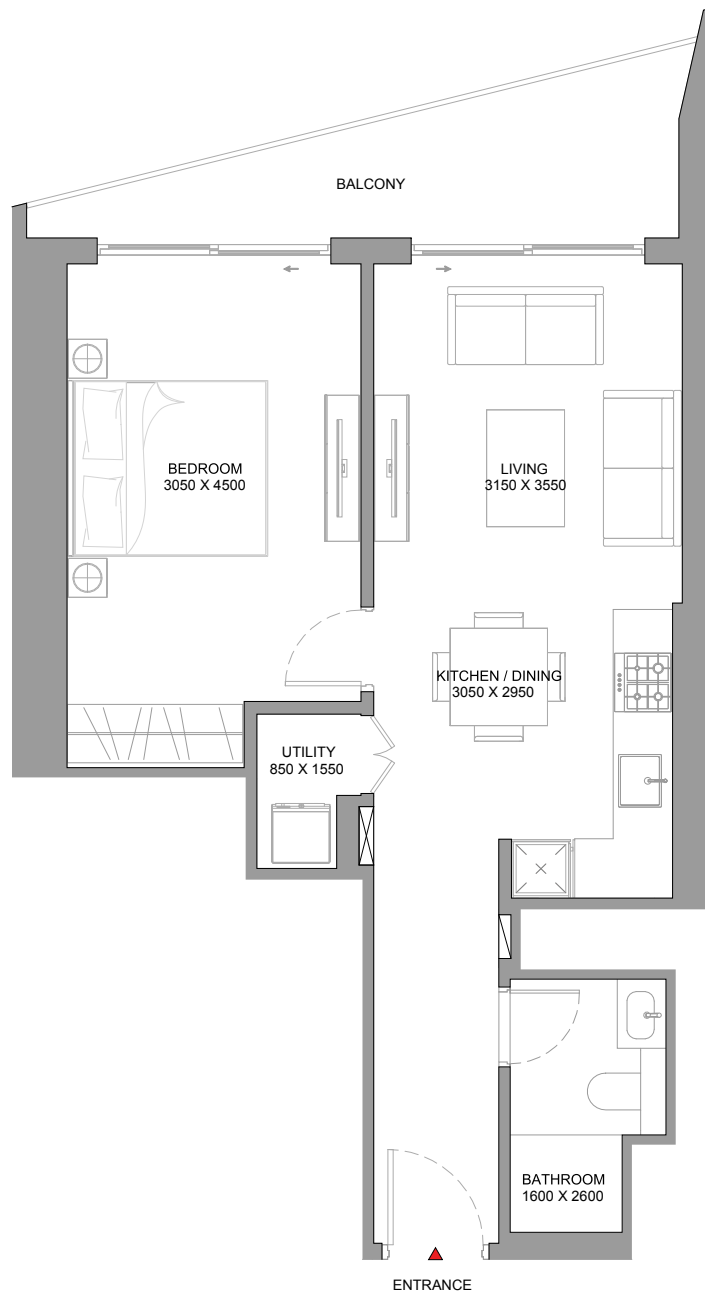 BALCONY
BEDROOM
3050 X 4500
LIVING
3150 X 3550
KITCHEN / DINING
3050 X 2950
UTILITY
850 X 1550
BATHROOM
1600 X 2600
ENTRANCE